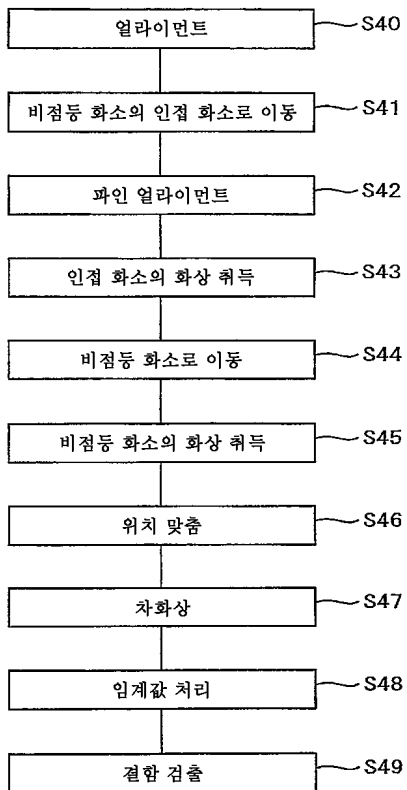 얼라이먼트 S40
비점등 화소의 인접 화소로 이동 S41
파인 얼라이먼트 S42
인접 화소의 화상 취득 S43
비점등 화소로 이동 S44
비점등 화소의 화상 취득 S45
위치 맞춤 S46
차화상 S47
임계값 처리 S48
결함 검출 S49